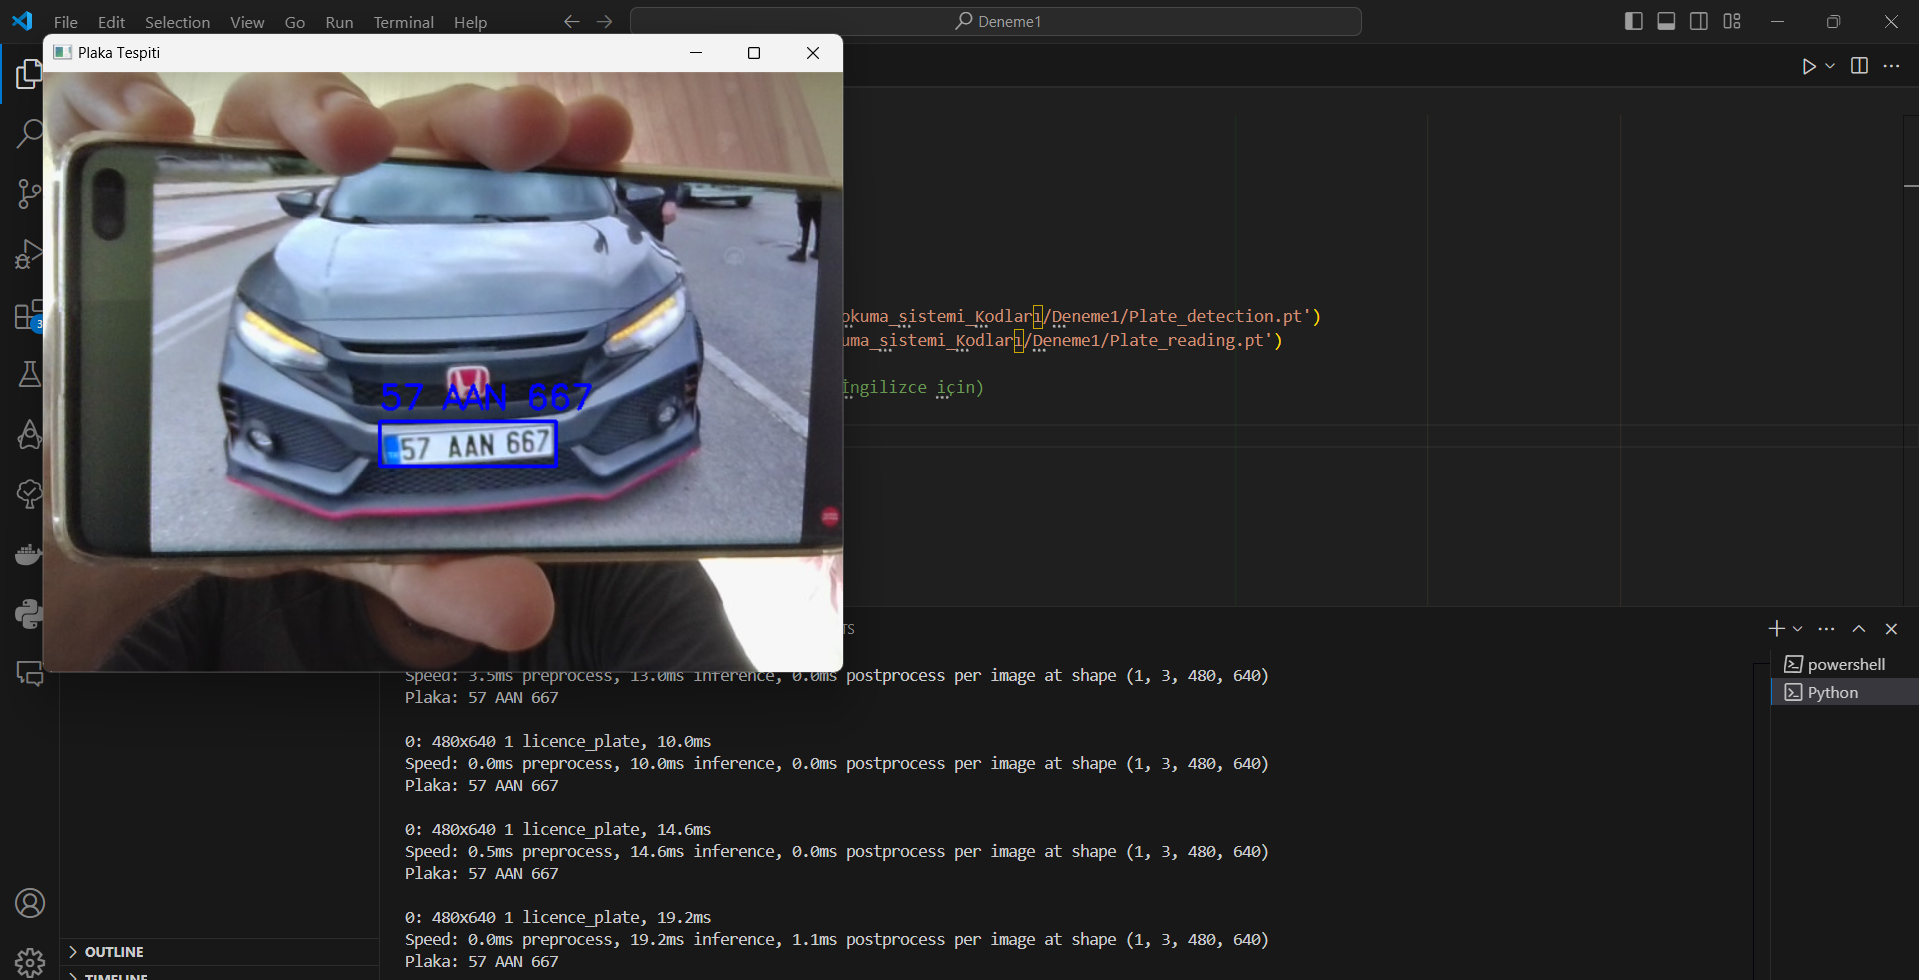 File Edit Selection View Go Run Terminal Help
Deneme1
Plaka Tespiti
57 AAN 667
57 AAN 667
okuma_sistemi_Kodları/Deneme1/Plate_detection.pt')
uma_sistemi_Kodları/Deneme1/Plate_reading.pt')
İngilizce için)
3
TS
powershell
Python
Speed: 3.5ms preprocess, 13.0ms inference, 0.0ms postprocess per image at shape (1, 3, 480, 640)
Plaka: 57 AAN 667
0: 480x640 1 licence_plate, 10.0ms
Speed: 0.0ms preprocess, 10.0ms inference, 0.0ms postprocess per image at shape (1, 3, 480, 640)
Plaka: 57 AAN 667
0: 480x640 1 licence_plate, 14.6ms
Speed: 0.5ms preprocess, 14.6ms inference, 0.0ms postprocess per image at shape (1, 3, 480, 640)
Plaka: 57 AAN 667
0: 480x640 1 licence_plate, 19.2ms
Speed: 0.0ms preprocess, 19.2ms inference, 1.1ms postprocess per image at shape (1, 3, 480, 640)
Plaka: 57 AAN 667
OUTLINE
TIMELINE